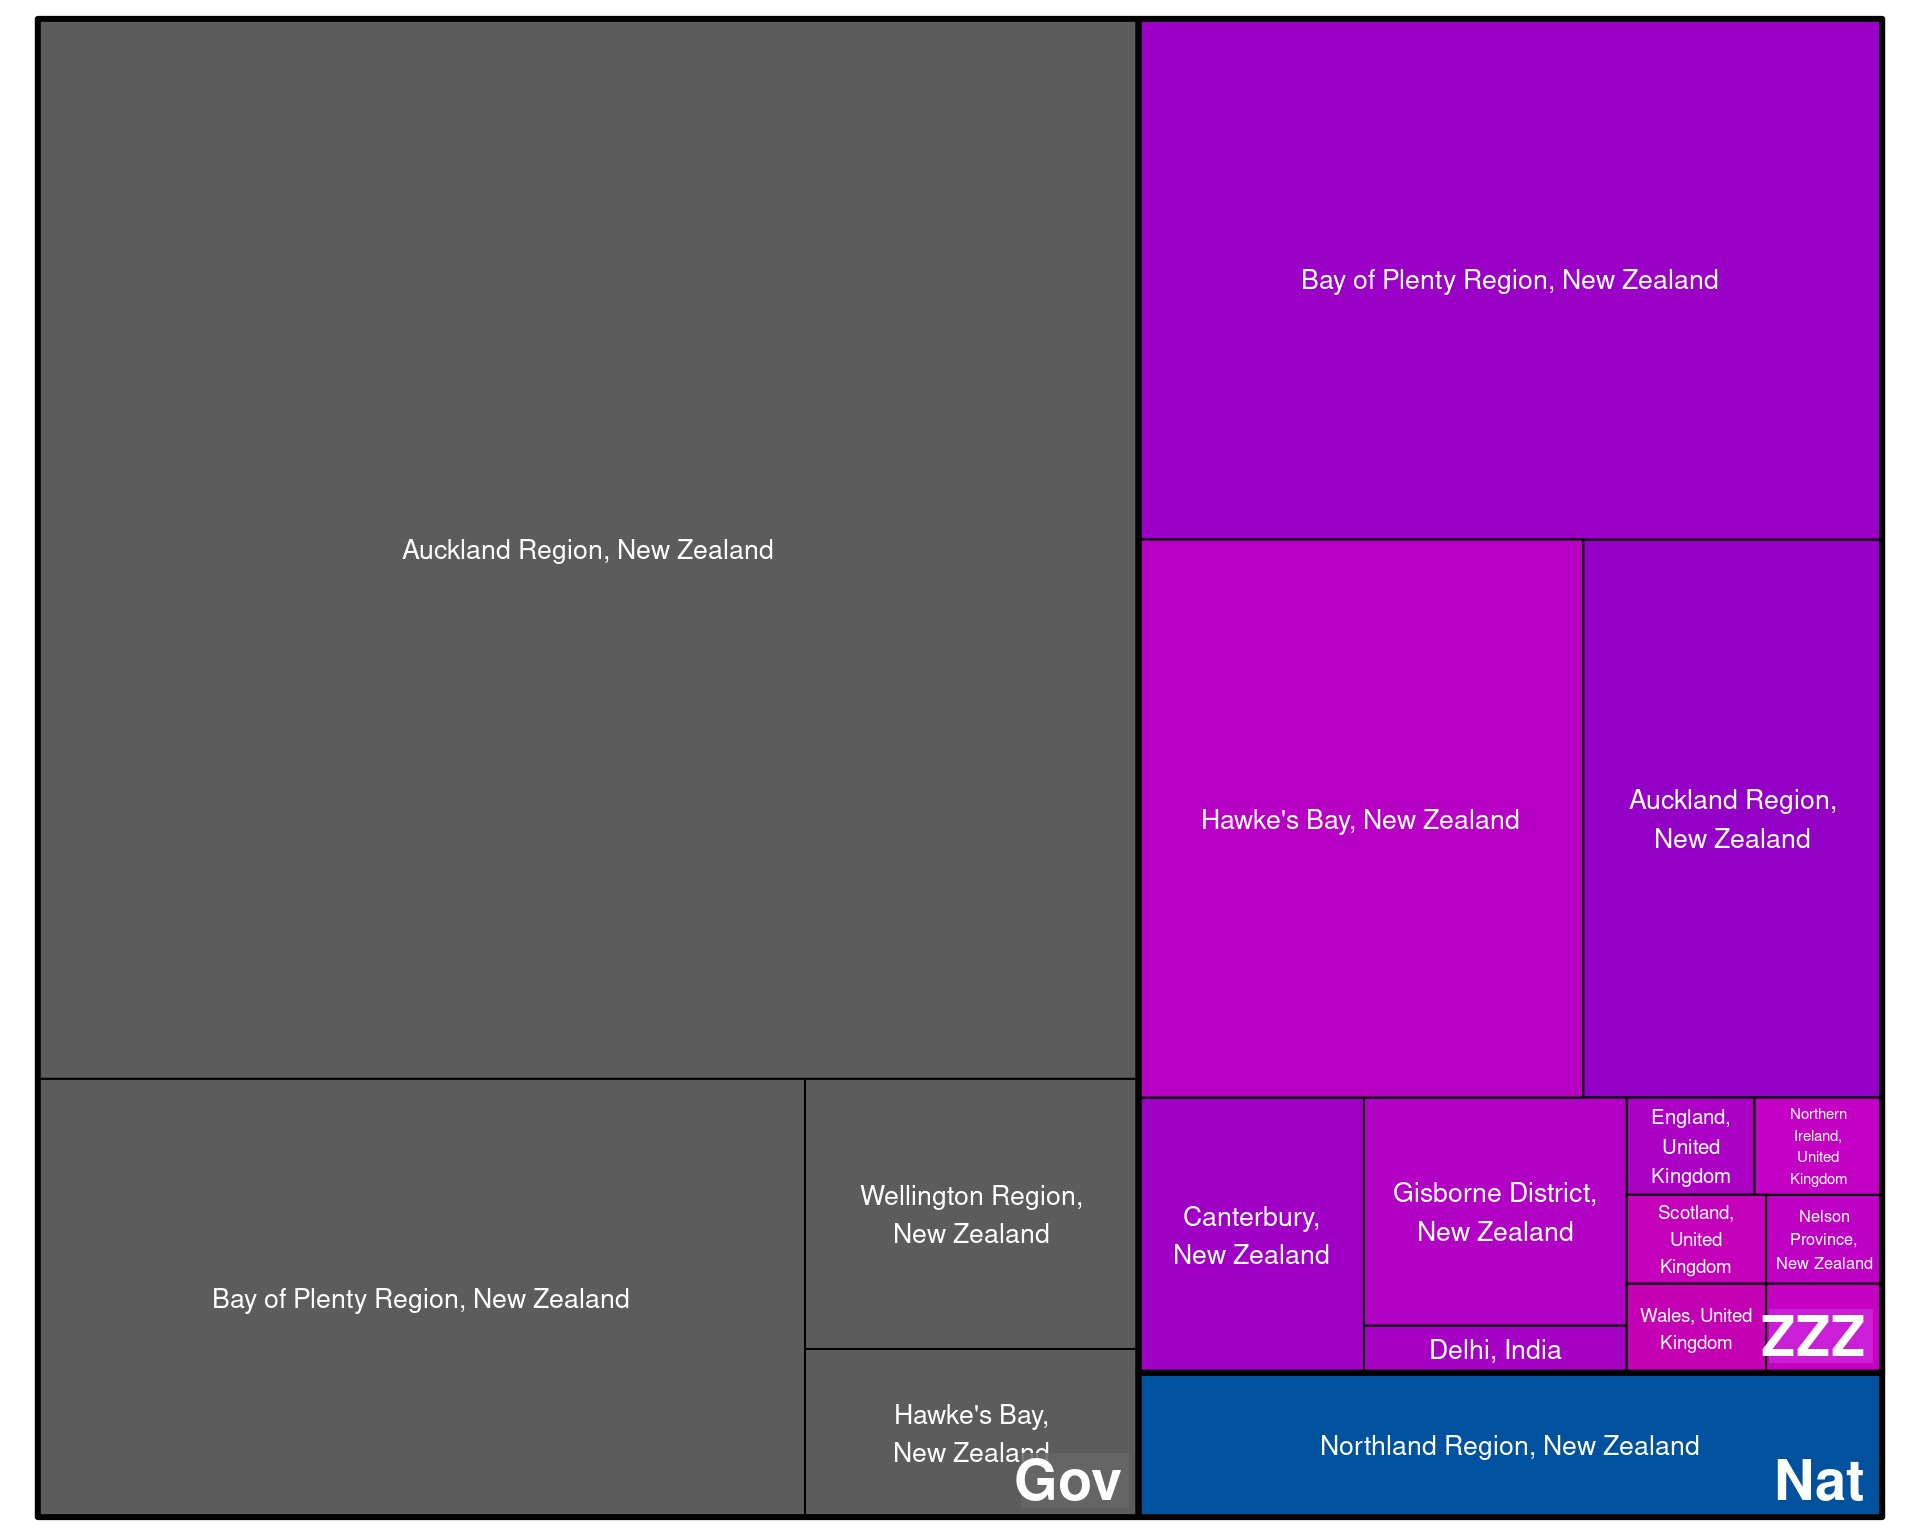 Auckland Region, New Zealand
Bay of Plenty Region, New Zealand
Wellington Region,
New Zealand
Hawke's Bay,
New Zealand
Gov
Bay of Plenty Region, New Zealand
Hawke's Bay, New Zealand
Auckland Region,
New Zealand
Canterbury,
New Zealand
Gisborne District,
New Zealand
Delhi, India
England,
United
Kingdom
Northern
Ireland,
United
Kingdom
Scotland,
United
Kingdom
Nelson
Province,
New Zealand
Wales, United
Kingdom
ZZZ
Northland Region, New Zealand
Nat